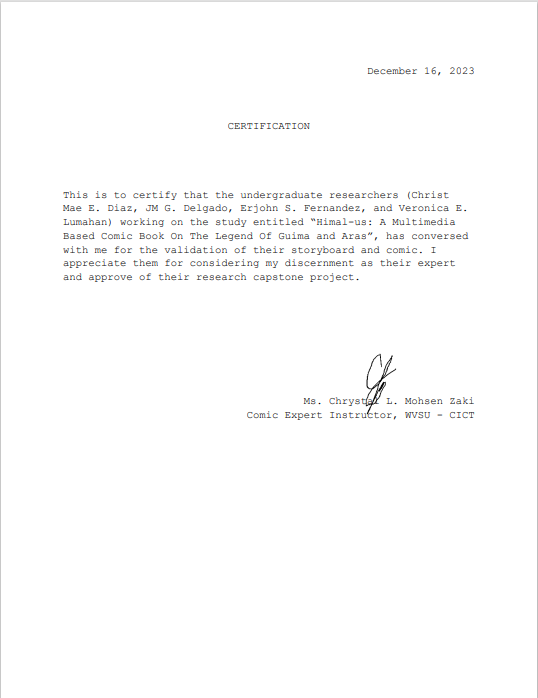 December 16, 2023
CERTIFICATION
This is to certify that the undergraduate researchers (Christ
Mae E. Diaz, JM G. Delgado, Erjohn S. Fernandez, and Veronica E.
Lumahan) working on the study entitled “Himal-us: A Multimedia
Based Comic Book On The Legend Of Guima and Aras”, has conversed
with me for the validation of their storyboard and comic. I
appreciate them for considering my discernment as their expert
and approve of their research capstone project.
Ms. Chrystal L. Mohsen Zaki
Comic Expert Instructor, WVSU - CICT